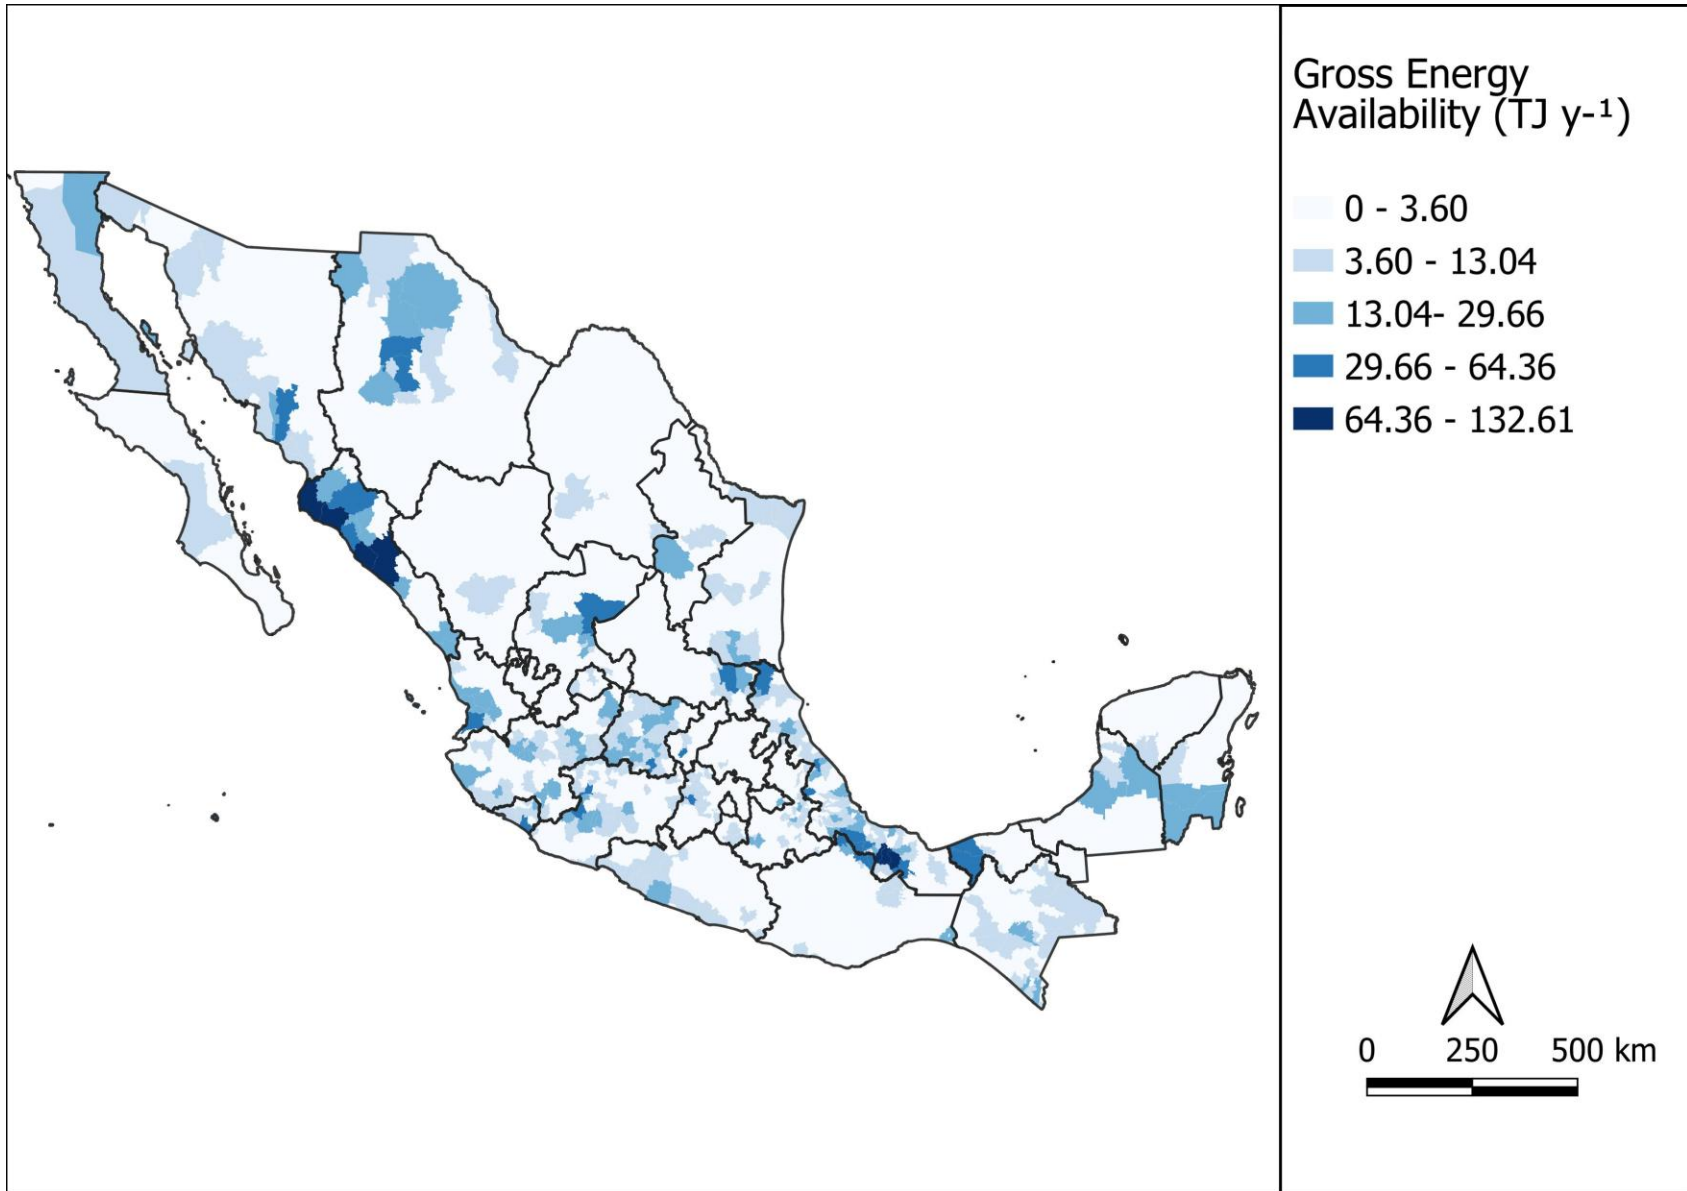 Gross Energy
Availability (TJ y-¹)
0 - 3.60
3.60 - 13.04
13.04- 29.66
29.66 - 64.36
64.36 - 132.61
0 250 500 km